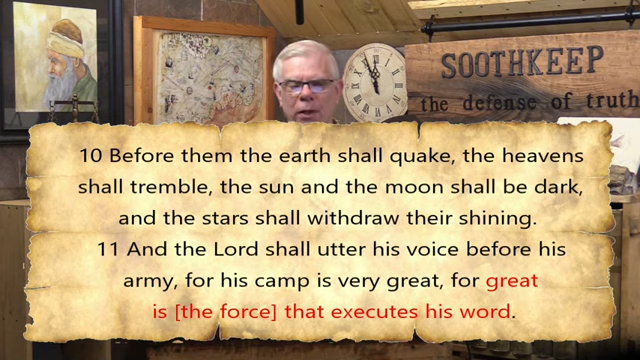 SOOTHKEEP
the defense of truth
10 Before them the earth shall quake, the heavens
shall tremble, the sun and the moon shall be dark,
and the stars shall withdraw their shining.
11 And the Lord shall utter his voice before his
army, for his camp is very great, for great
is [the force] that executes his word.